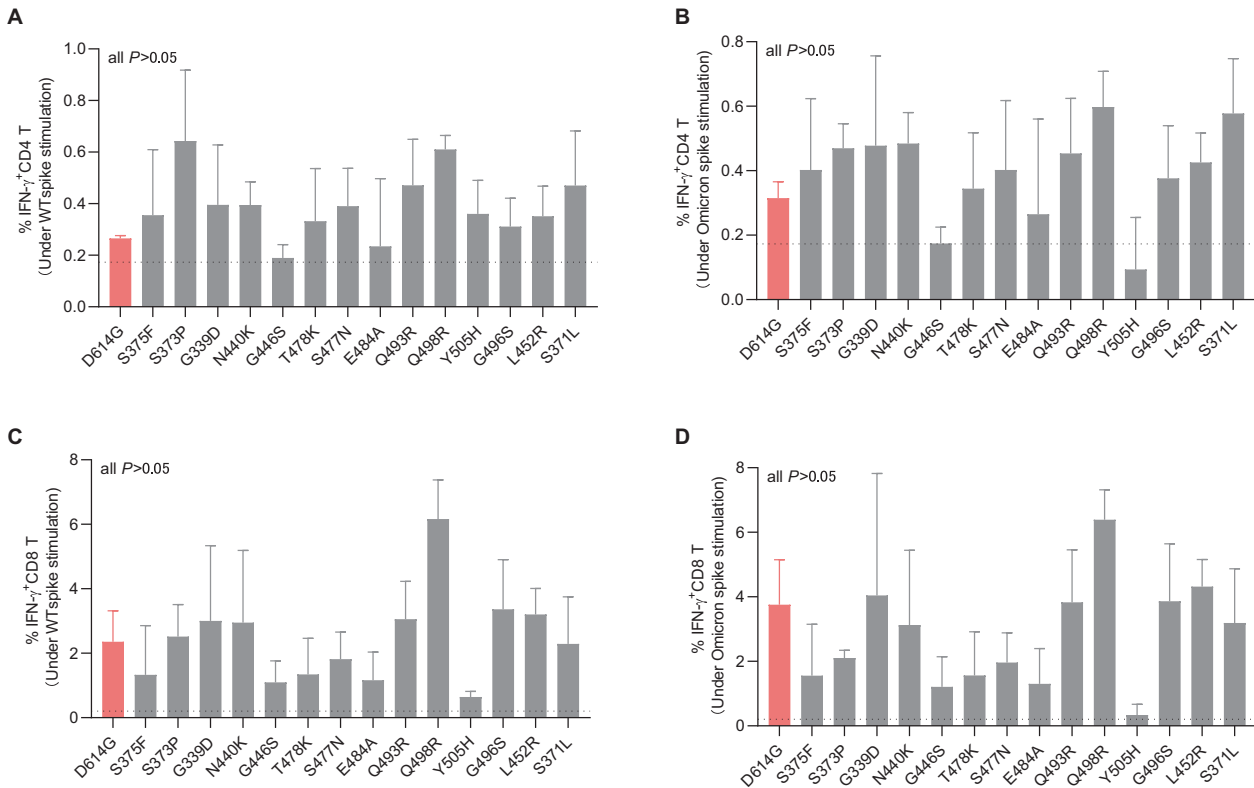 A
all P>0.05
% IFN-γ+CD4 T
(Under WTspike stimulation)
1.0
0.8
0.6
0.4
0.2
0.0
D614G
S375F
S373P
G339D
N440K
G446S
T478K
S477N
E484A
Q493R
Q498R
Y505H
G496S
L452R
S371L
B
all P>0.05
% IFN-γ+CD4 T
(Under Omicron spike stimulation)
0.8
0.6
0.4
0.2
0.0
D614G
S375F
S373P
G339D
N440K
G446S
T478K
S477N
E484A
Q493R
Q498R
Y505H
G496S
L452R
S371L
C
all P>0.05
% IFN-γ+CD8 T
(Under WTspike stimulation)
8
6
4
2
0
D614G
S375F
S373P
G339D
N440K
G446S
T478K
S477N
E484A
Q493R
Q498R
Y505H
G496S
L452R
S371L
D
all P>0.05
% IFN-γ+CD8 T
(Under Omicron spike stimulation)
8
6
4
2
0
D614G
S375F
S373P
G339D
N440K
G446S
T478K
S477N
E484A
Q493R
Q498R
Y505H
G496S
L452R
S371L